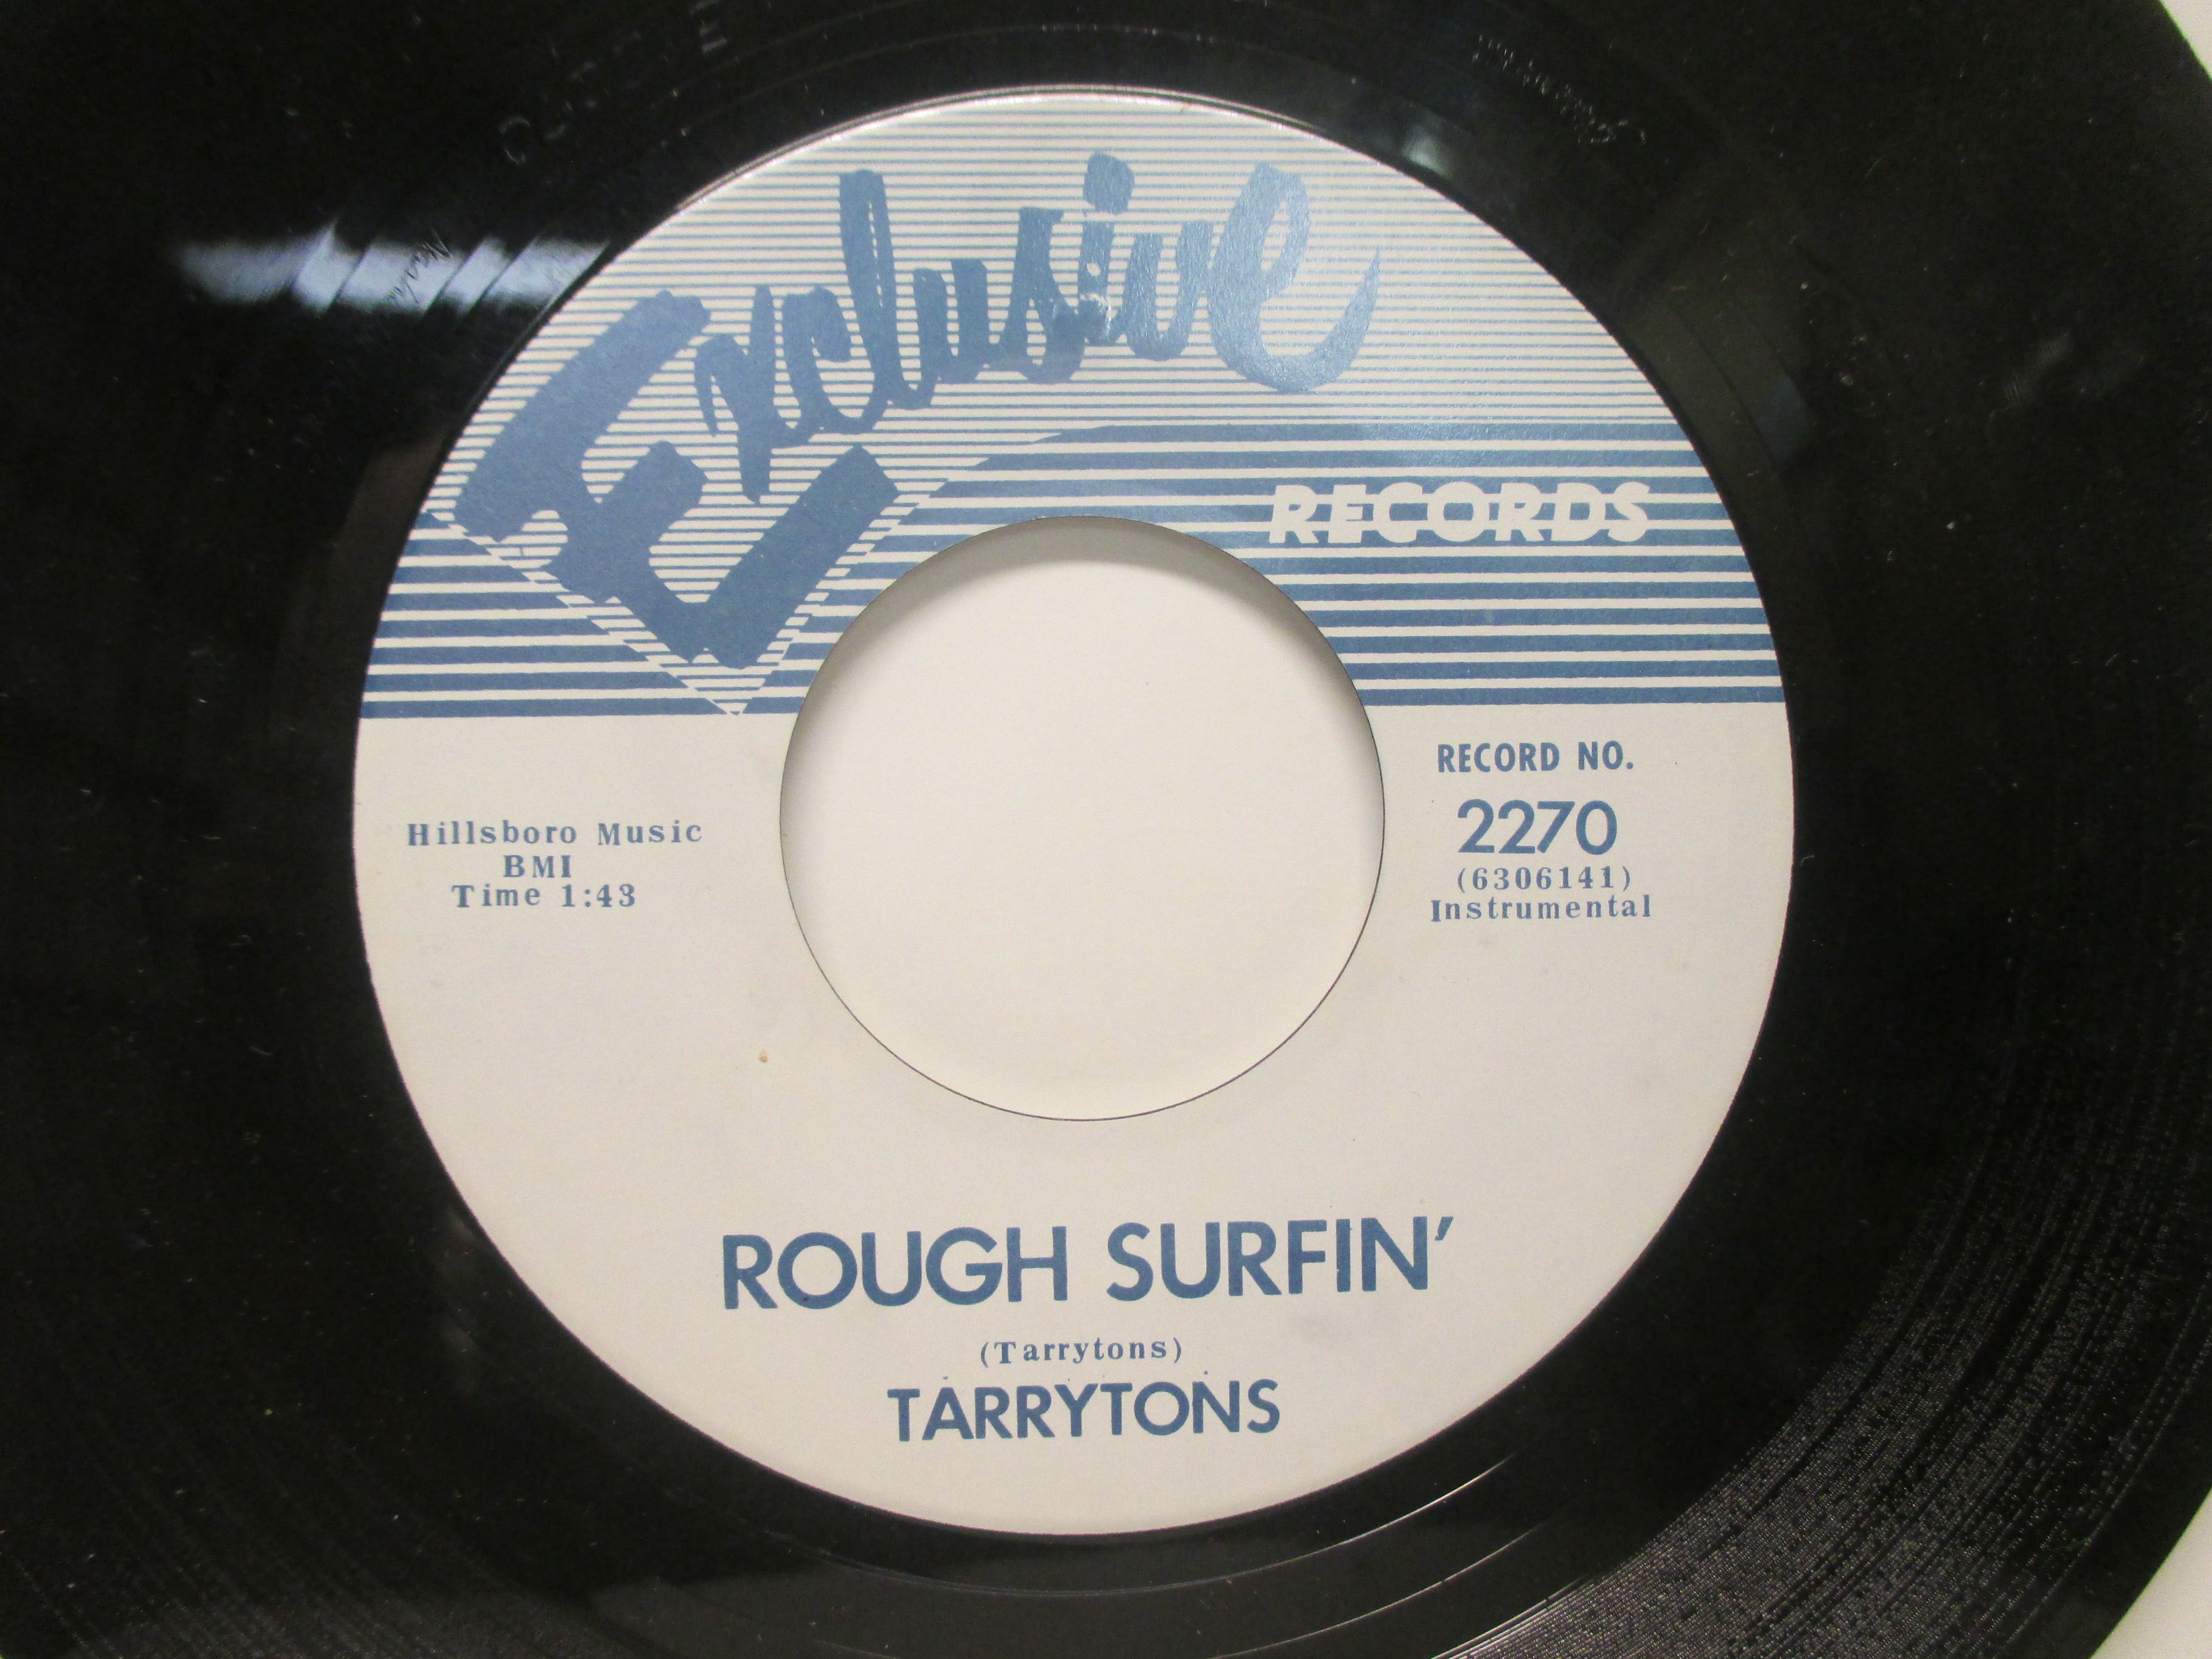 Exclusive
RECORDS
Hillsboro Music
BMI
Time 1:43
RECORD NO.
2270
(6306141)
Instrumental
ROUGH SURFIN'
(Tarrytons)
TARRYTONS